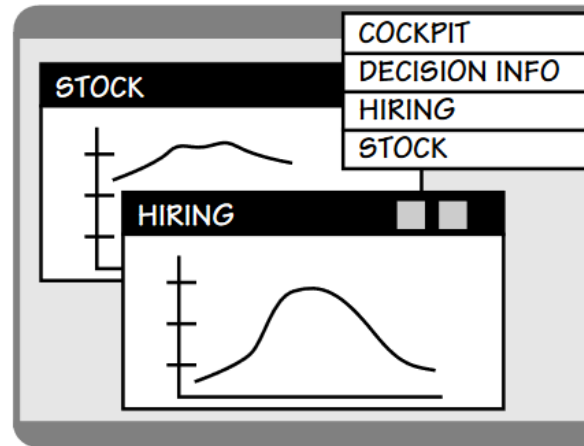 COCKPIT
DECISION INFO
HIRING
STOCK
STOCK
HIRING